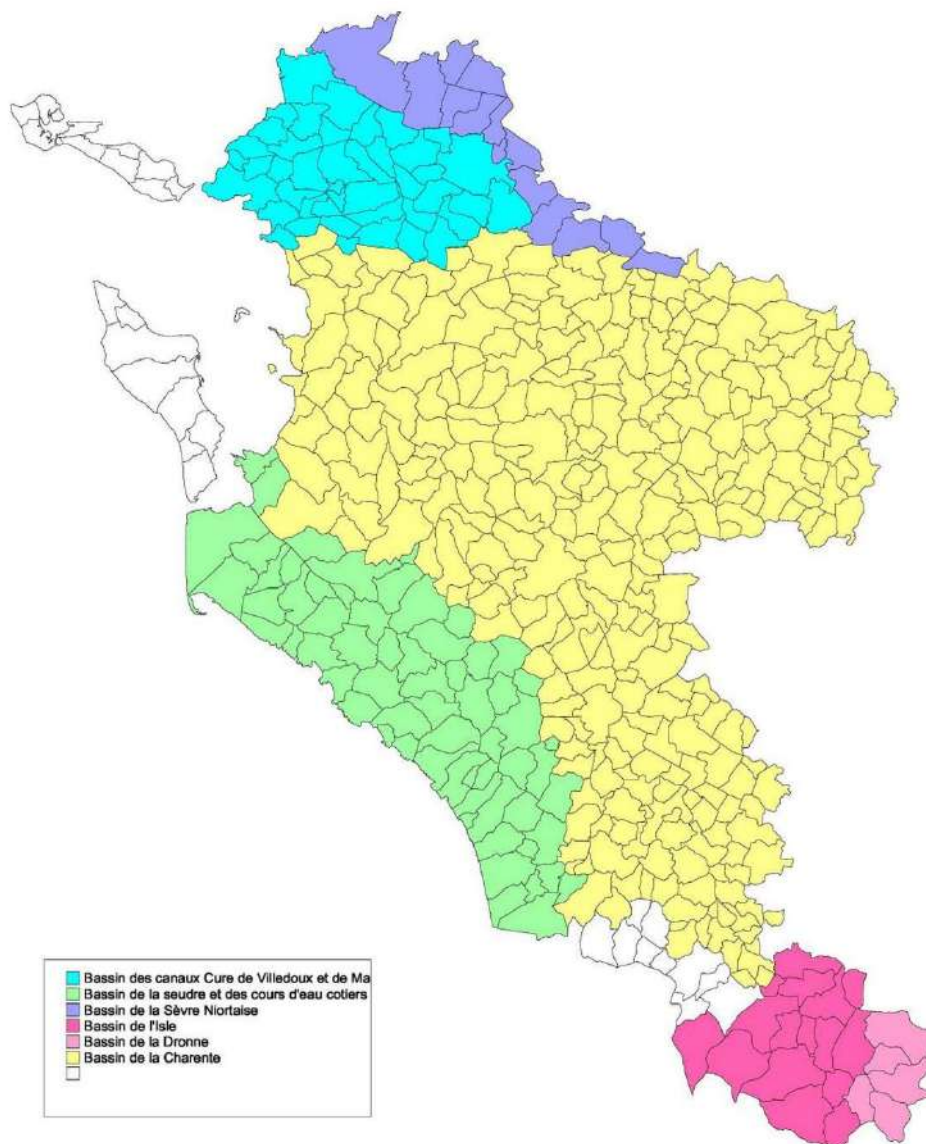 Bassin des canaux Cure de Villedoux et de Ma
Bassin de la seudre et des cours d'eau cotiers
Bassin de la Sèvre Niortaise
Bassin de l'Isle
Bassin de la Dronne
Bassin de la Charente